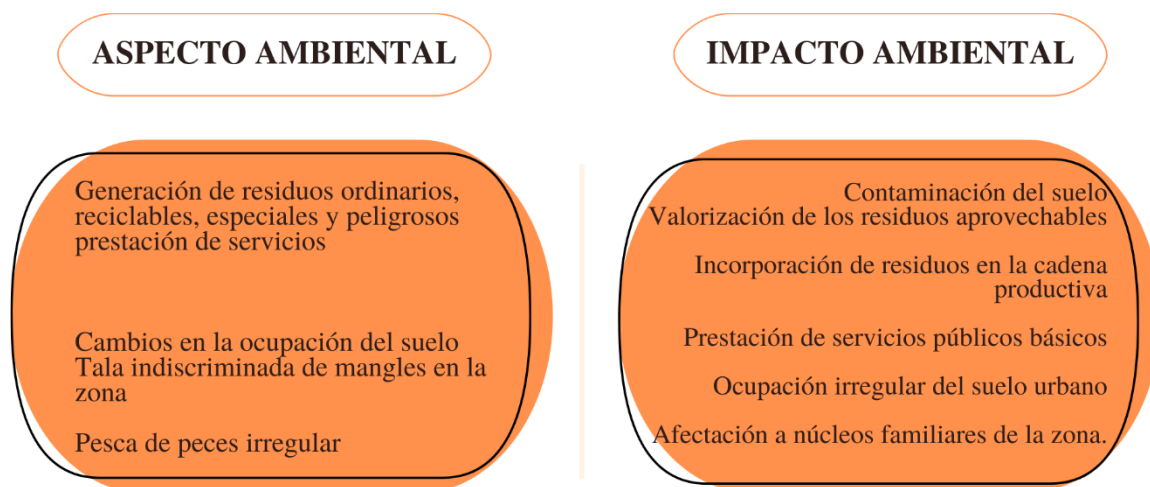 ASPECTO AMBIENTAL
Generación de residuos ordinarios,
reciclables, especiales y peligrosos
prestación de servicios
Cambios en la ocupación del suelo
Tala indiscriminada de mangles en la
zona
Pesca de peces irregular
IMPACTO AMBIENTAL
Contaminación del suelo
Valorización de los residuos aprovechables
Incorporación de residuos en la cadena
productiva
Prestación de servicios públicos básicos
Ocupación irregular del suelo urbano
Afectación a núcleos familiares de la zona.